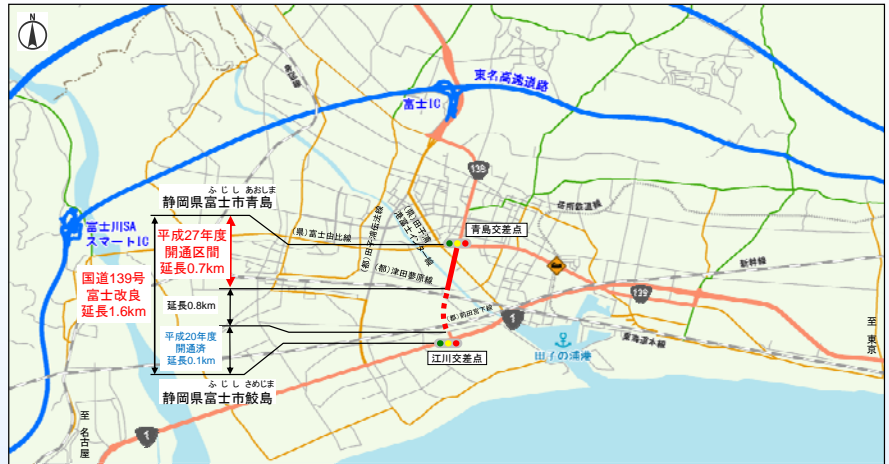 N
東名高速道路
富士IC
139
ふじし あおしま
静岡県富士市青島
富士川SA
スマートIC
平成27年度
開通区間
延長0.7km
国道139号
富士改良
延長1.6km
延長0.8km
平成20年度
開通済
延長0.1km
ふじし さめじま
静岡県富士市鮫島
(県)富士由比線
(都)田子浦伝法線
(県)田子浦
港富士インター線
(都)津田蓼原線
(都)前田宮下線
青島交差点
江川交差点
岳南鉄道線
新幹線
139
1
東海道本線
田子の浦港
至 東京
至 名古屋
1